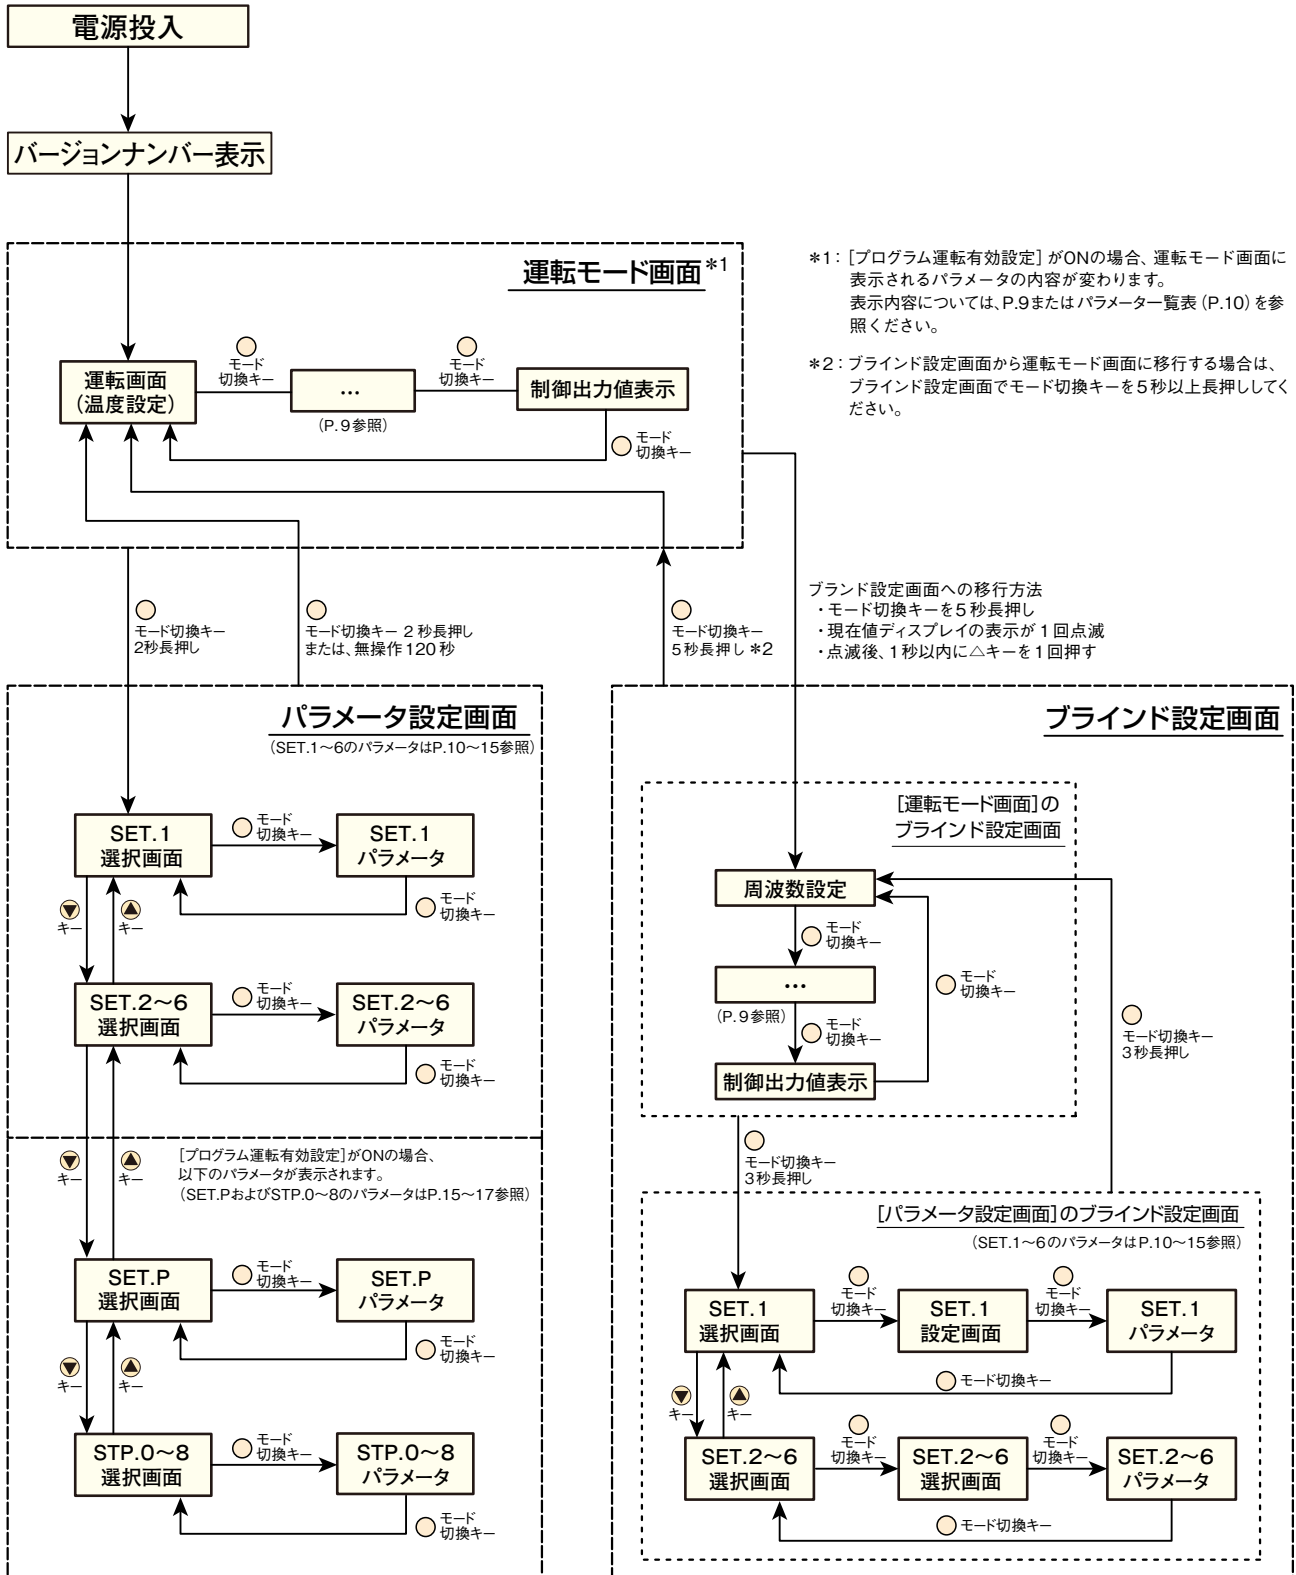 電源投入
バージョンナンバー表示
運転モード画面*1
運転画面
(温度設定)
モード
切換キー
...
(P.9参照)
モード
切換キー
制御出力値表示
モード
切換キー
*1：[プログラム運転有効設定] がONの場合、運転モード画面に
表示されるパラメータの内容が変わります。
表示内容については、P.9またはパラメータ一覧表 (P.10) を参
照ください。
*2：ブラインド設定画面から運転モード画面に移行する場合は、
ブラインド設定画面でモード切換キーを5秒以上長押ししてく
ださい。
モード切換キー
2秒長押し
モード切換キー 2秒長押し
または、無操作120秒
モード切換キー
5秒長押し *2
ブランド設定画面への移行方法
・モード切換キーを5秒長押し
・現在値ディスプレイの表示が1回点滅
・点滅後、1秒以内に△キーを1回押す
パラメータ設定画面
(SET.1～6のパラメータはP.10～15参照)
SET.1
選択画面
モード
切換キー
SET.1
パラメータ
モード
切換キー
▼
キー
▲
キー
SET.2～6
選択画面
モード
切換キー
SET.2～6
パラメータ
モード
切換キー
▼
キー
▲
キー
[プログラム運転有効設定]がONの場合、
以下のパラメータが表示されます。
(SET.PおよびSTP.0～8のパラメータはP.15～17参照)
SET.P
選択画面
モード
切換キー
SET.P
パラメータ
モード
切換キー
▼
キー
▲
キー
STP.0～8
選択画面
モード
切換キー
STP.0～8
パラメータ
モード
切換キー
ブラインド設定画面
[運転モード画面]の
ブラインド設定画面
周波数設定
モード
切換キー
...
(P.9参照)
モード
切換キー
制御出力値表示
モード
切換キー
モード切換キー
3秒長押し
モード切換キー
3秒長押し
[パラメータ設定画面]のブラインド設定画面
(SET.1～6のパラメータはP.10～15参照)
SET.1
選択画面
モード
切換キー
SET.1
設定画面
モード
切換キー
SET.1
パラメータ
モード切換キー
▼
キー
▲
キー
SET.2～6
選択画面
モード
切換キー
SET.2～6
選択画面
モード
切換キー
SET.2～6
パラメータ
モード切換キー